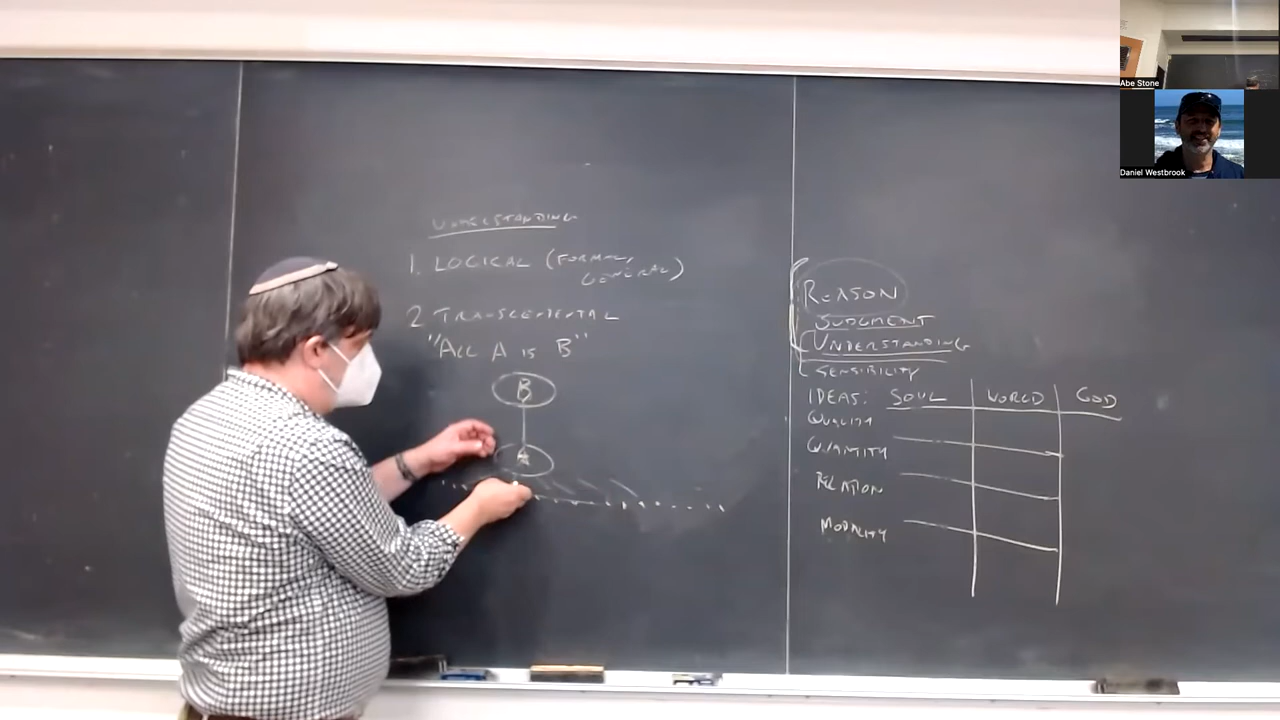 UNDERSTANDING
1. LOGICAL (FORMAL,
GENERAL)
2 TRANSCENDENTAL
"ALL A IS B"
B
A
REASON
JUDGMENT
UNDERSTANDING
SENSIBILITY
IDEAS: SOUL WORLD GOD
QUALITY
QUANTITY
RELATION
MODALITY
Abe Stone
Daniel Westbrook